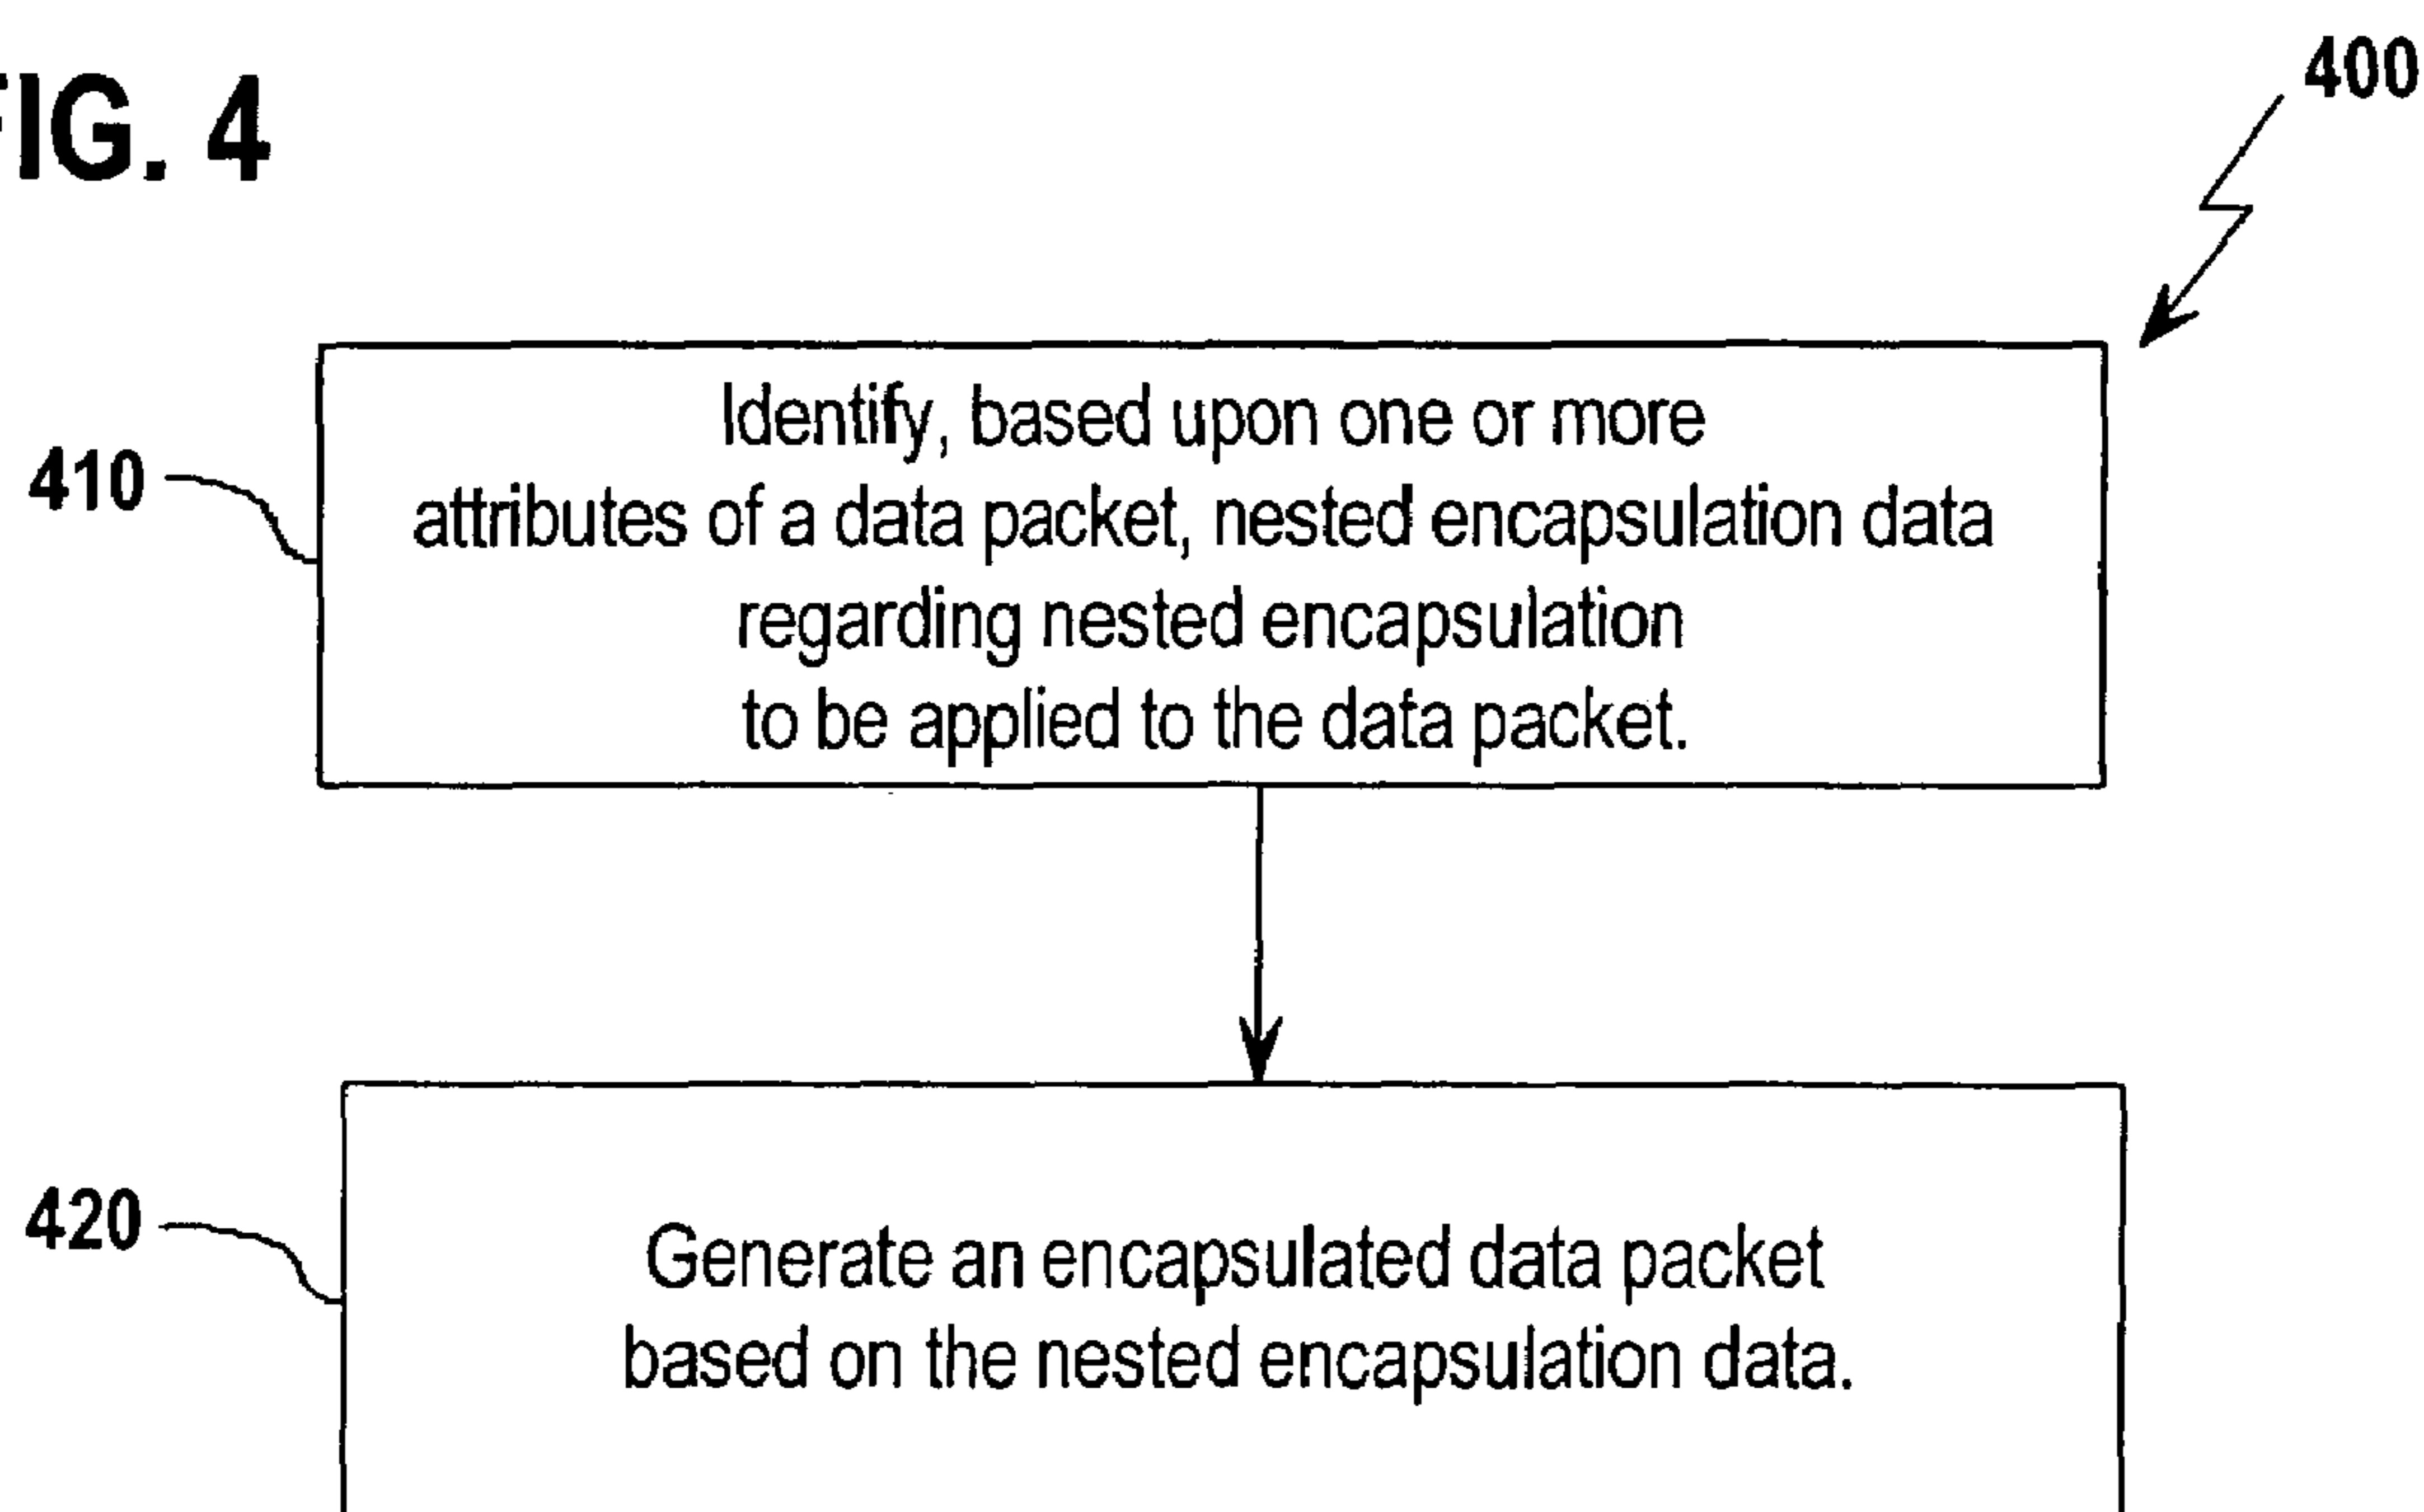 FIG. 4
400
410
Identify, based upon one or more
attributes of a data packet, nested encapsulation data
regarding nested encapsulation
to be applied to the data packet.
420
Generate an encapsulated data packet
based on the nested encapsulation data.